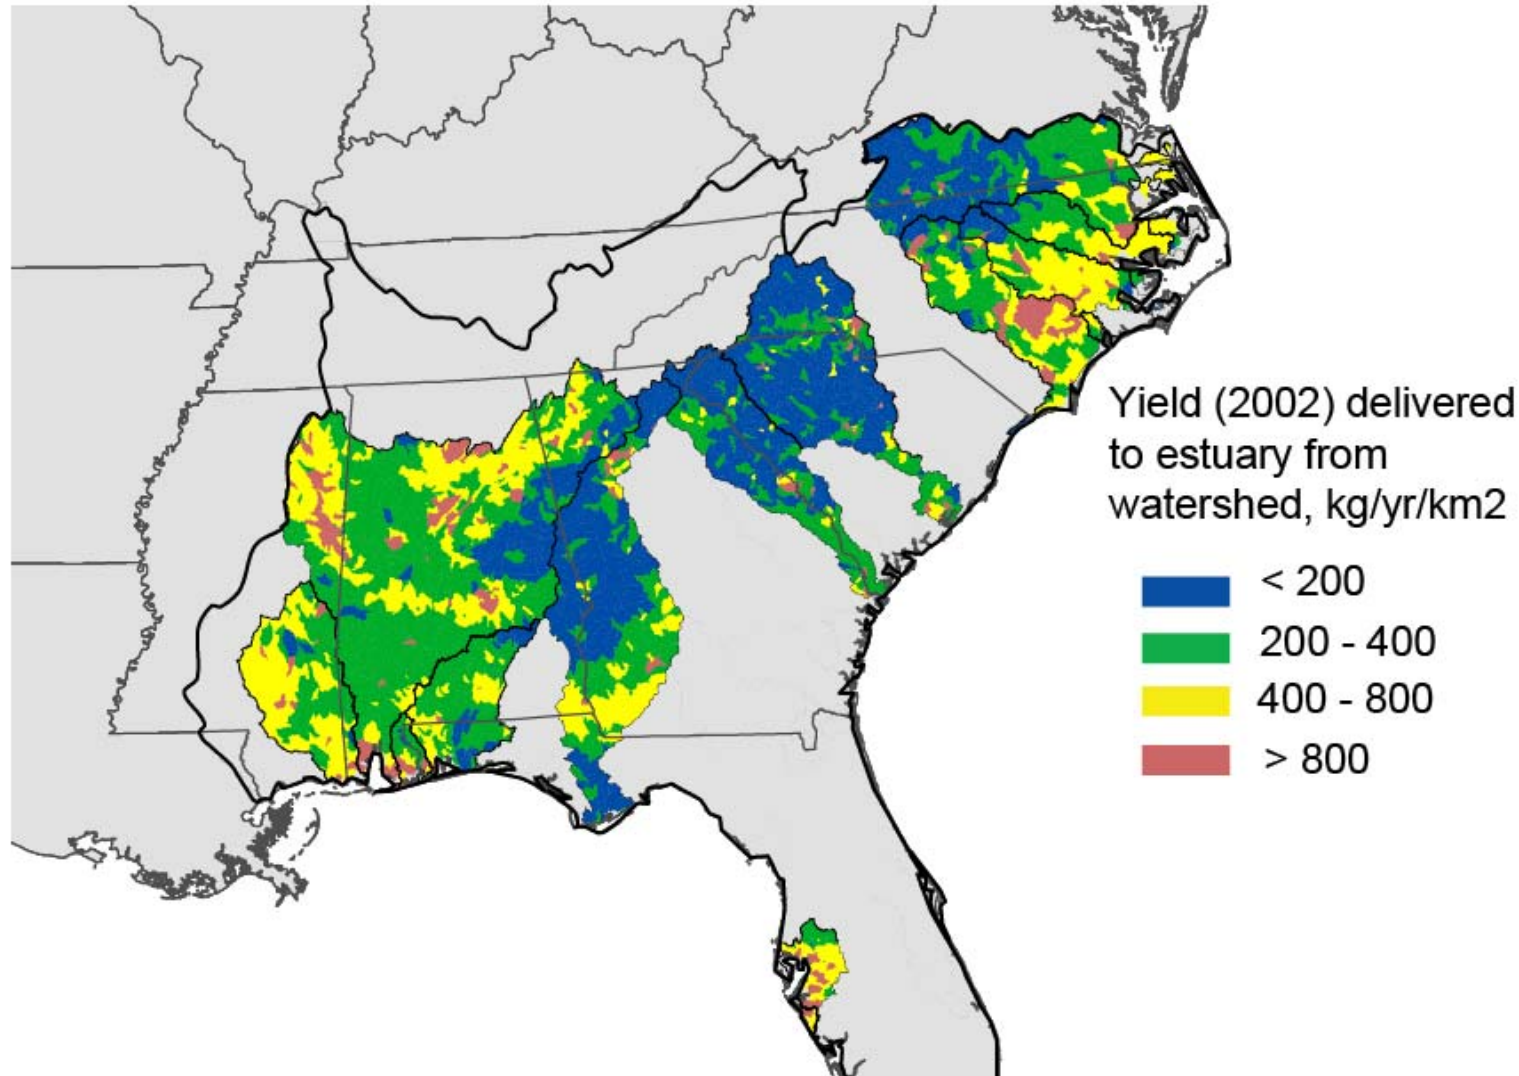 Yield (2002) delivered
to estuary from
watershed, kg/yr/km2
< 200
200 - 400
400 - 800
> 800